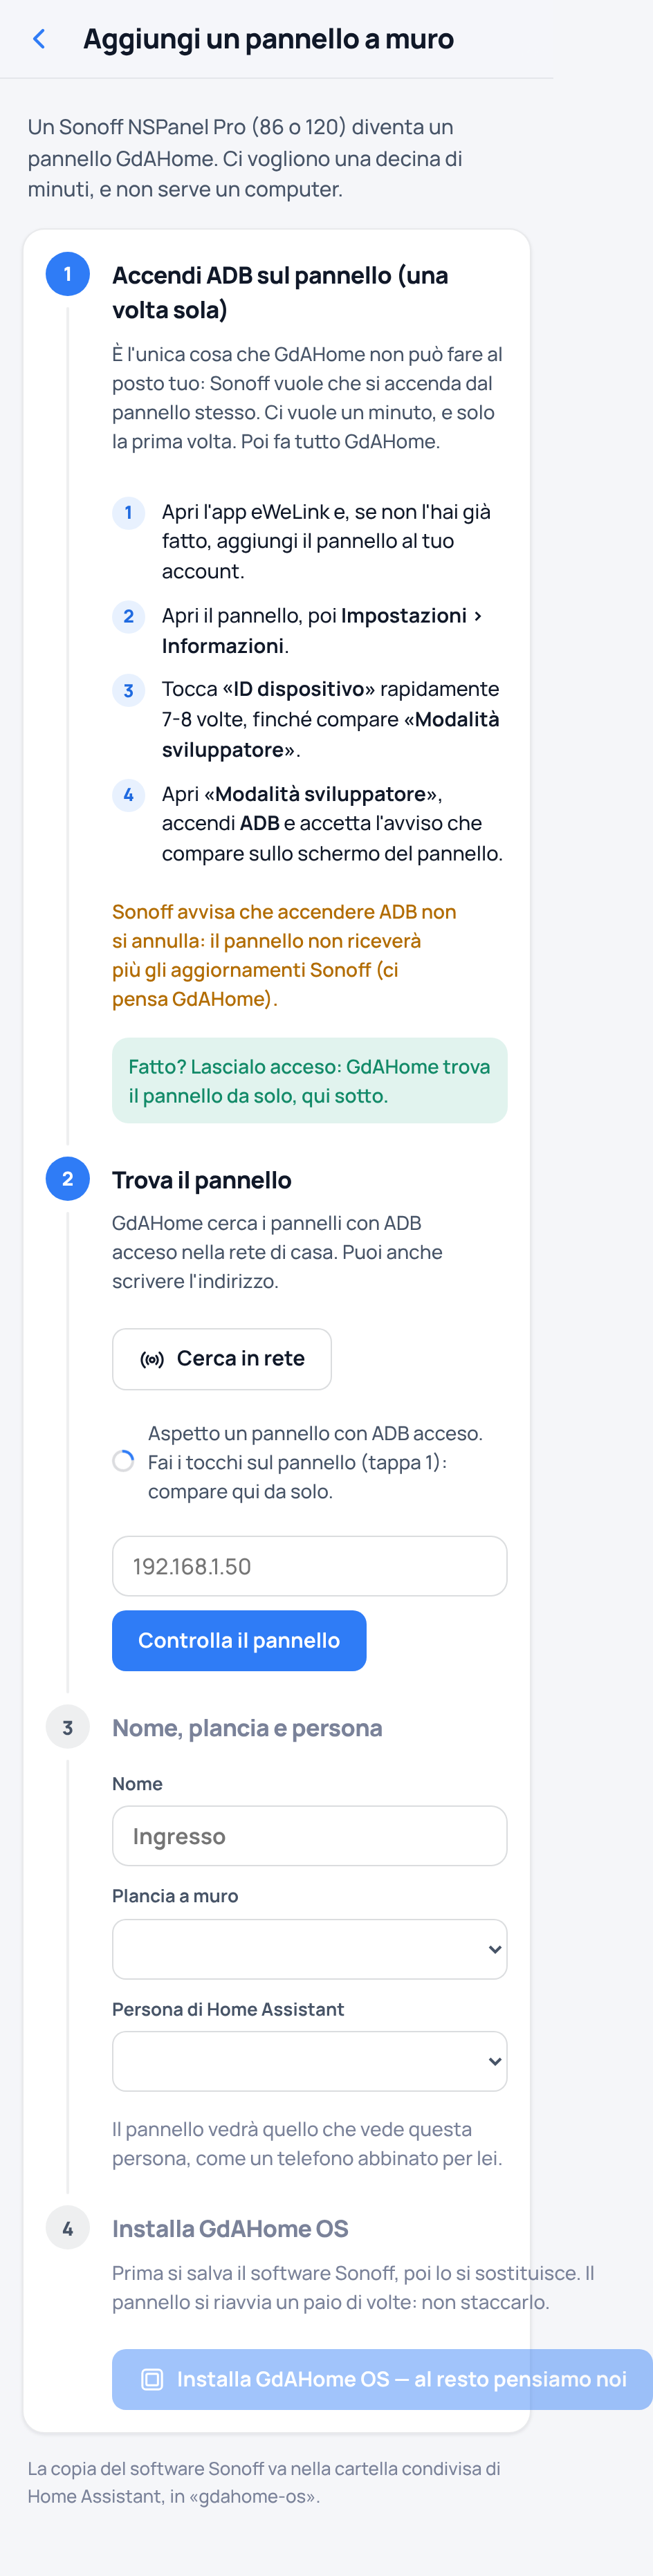 Aggiungi un pannello a muro
Un Sonoff NSPanel Pro (86 o 120) diventa un
pannello GdAHome. Ci vogliono una decina di
minuti, e non serve un computer.
1
Accendi ADB sul pannello (una
volta sola)
È l'unica cosa che GdAHome non può fare al
posto tuo: Sonoff vuole che si accenda dal
pannello stesso. Ci vuole un minuto, e solo
la prima volta. Poi fa tutto GdAHome.
1 Apri l'app eWeLink e, se non l'hai già
fatto, aggiungi il pannello al tuo
account.
2 Apri il pannello, poi Impostazioni ›
Informazioni.
3 Tocca «ID dispositivo» rapidamente
7-8 volte, finché compare «Modalità
sviluppatore».
4 Apri «Modalità sviluppatore»,
accendi ADB e accetta l'avviso che
compare sullo schermo del pannello.
Sonoff avvisa che accendere ADB non
si annulla: il pannello non riceverà
più gli aggiornamenti Sonoff (ci
pensa GdAHome).
Fatto? Lascialo acceso: GdAHome trova
il pannello da solo, qui sotto.
2
Trova il pannello
GdAHome cerca i pannelli con ADB
acceso nella rete di casa. Puoi anche
scrivere l'indirizzo.
Cerca in rete
Aspetto un pannello con ADB acceso.
Fai i tocchi sul pannello (tappa 1):
compare qui da solo.
192.168.1.50
Controlla il pannello
3
Nome, plancia e persona
Nome
Ingresso
Plancia a muro
Persona di Home Assistant
Il pannello vedrà quello che vede questa
persona, come un telefono abbinato per lei.
4
Installa GdAHome OS
Prima si salva il software Sonoff, poi lo si sostituisce. Il
pannello si riavvia un paio di volte: non staccarlo.
Installa GdAHome OS — al resto pensiamo noi
La copia del software Sonoff va nella cartella condivisa di
Home Assistant, in «gdahome-os».